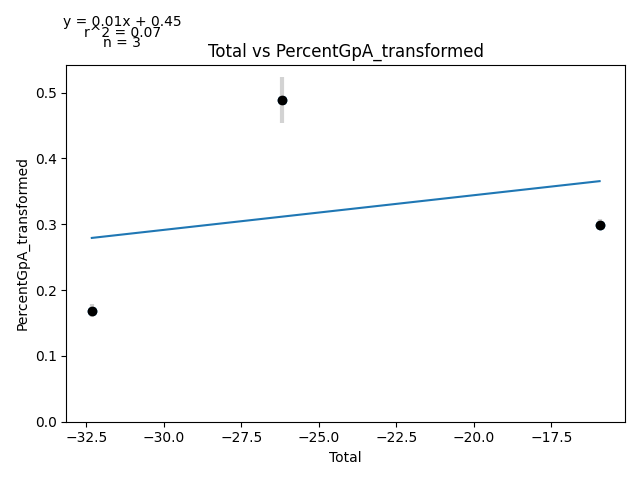 y = 0.01x + 0.45
r^2 = 0.07
n = 3
Total vs PercentGpA_transformed
PercentGpA_transformed
0.5
0.4
0.3
0.2
0.1
0.0
−32.5 −30.0 −27.5 −25.0 −22.5 −20.0 −17.5
Total